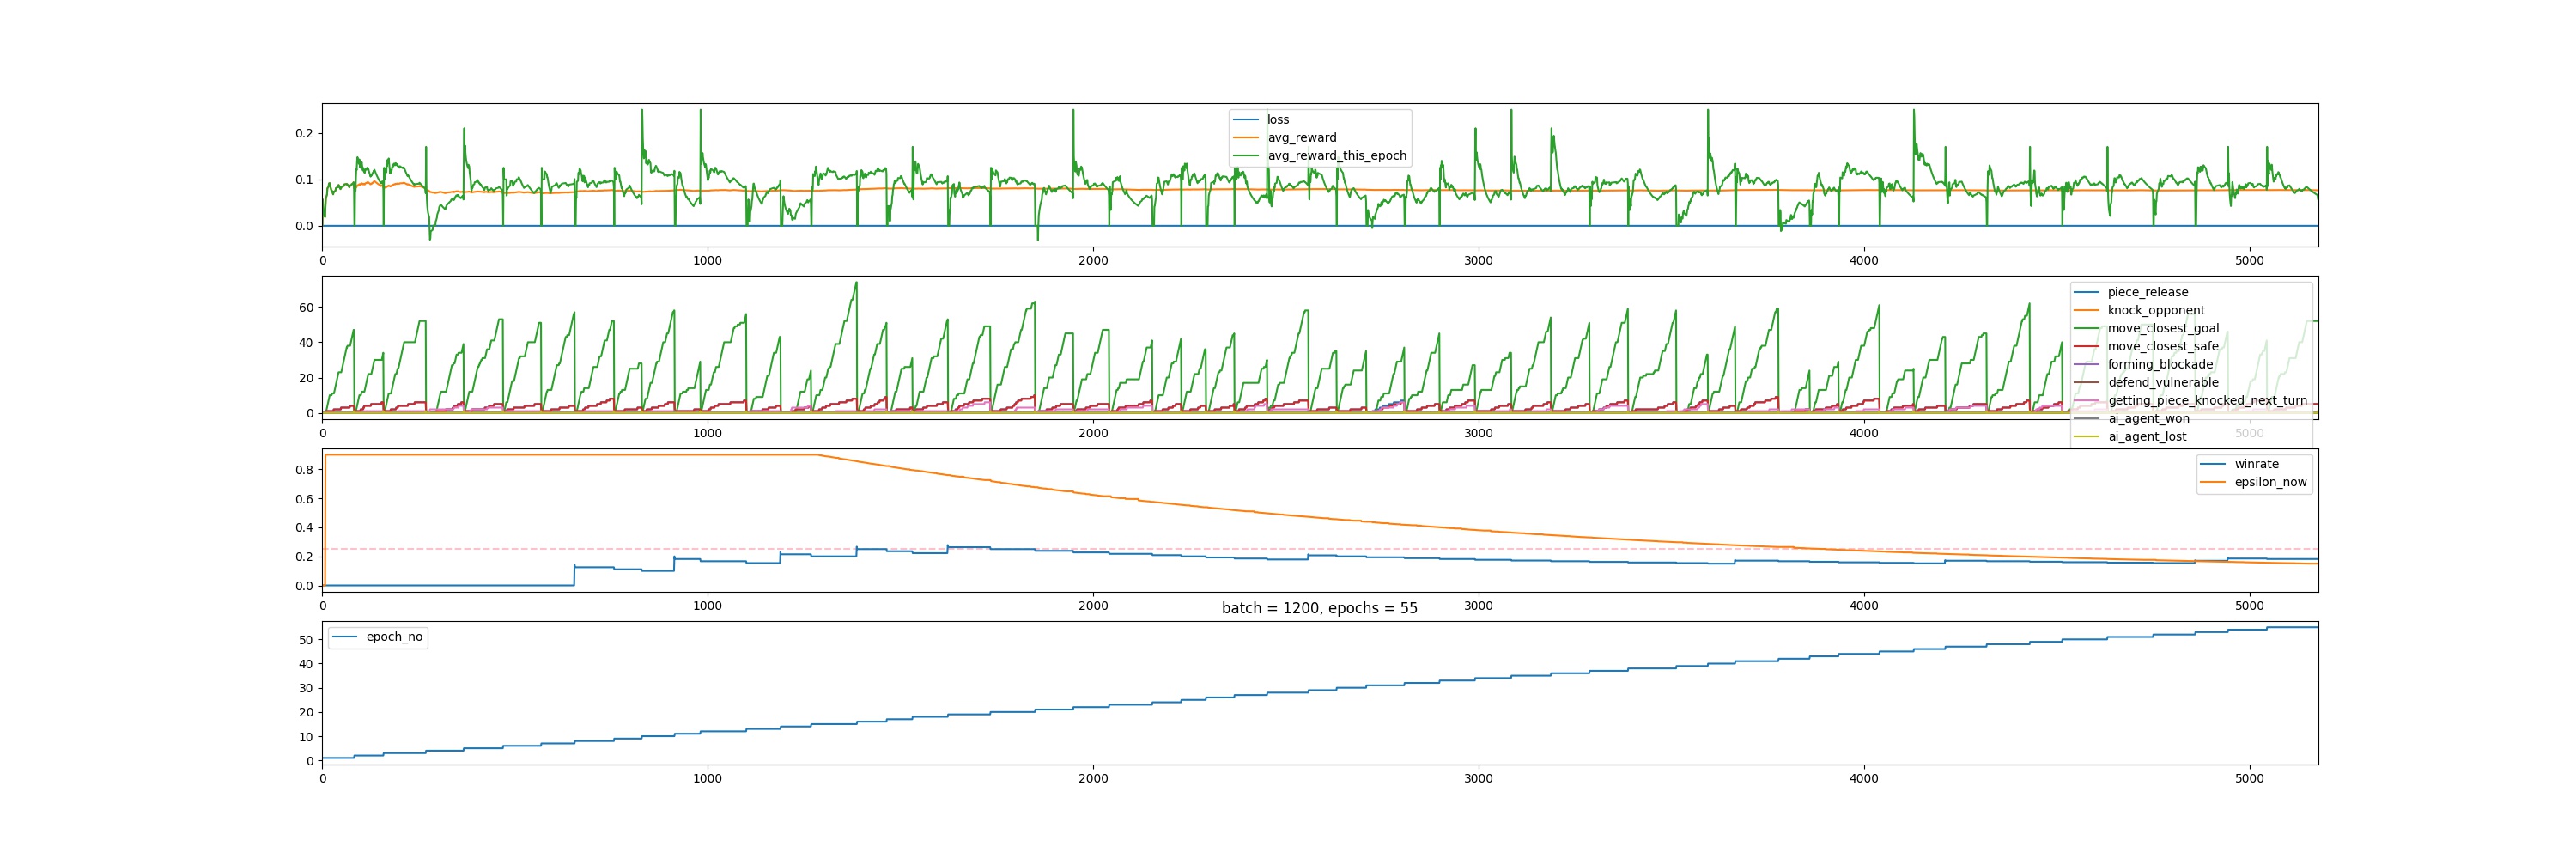 0.2
0.1
0.0
loss
avg_reward
avg_reward_this_epoch
0 1000 2000 3000 4000 5000
60
40
20
0
piece_release
knock_opponent
move_closest_goal
move_closest_safe
forming_blockade
defend_vulnerable
getting_piece_knocked_next_turn
ai_agent_won
ai_agent_lost
0 1000 2000 3000 4000 5000
0.8
0.6
0.4
0.2
0.0
winrate
epsilon_now
0 1000 2000 3000 4000 5000
batch = 1200, epochs = 55
50
40
30
20
10
0
epoch_no
0 1000 2000 3000 4000 5000